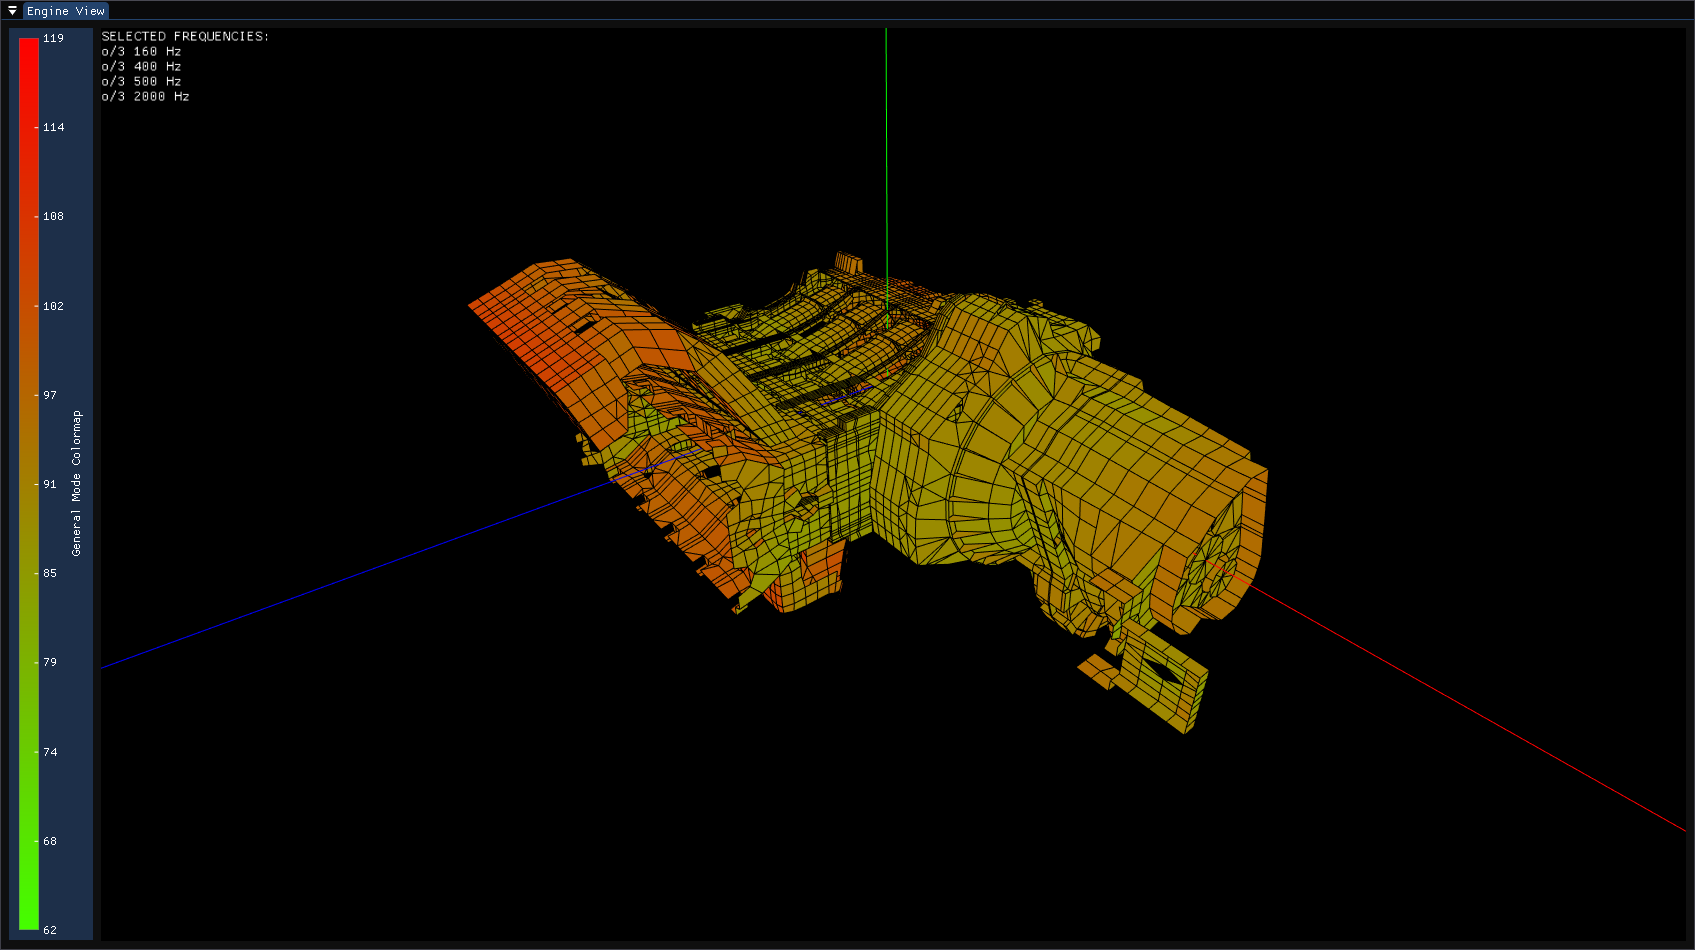 Engine View
SELECTED FREQUENCIES:
o/3 160 Hz
o/3 400 Hz
o/3 500 Hz
o/3 2000 Hz
119
114
108
102
97
91
85
79
74
68
62
General Mode Colormap